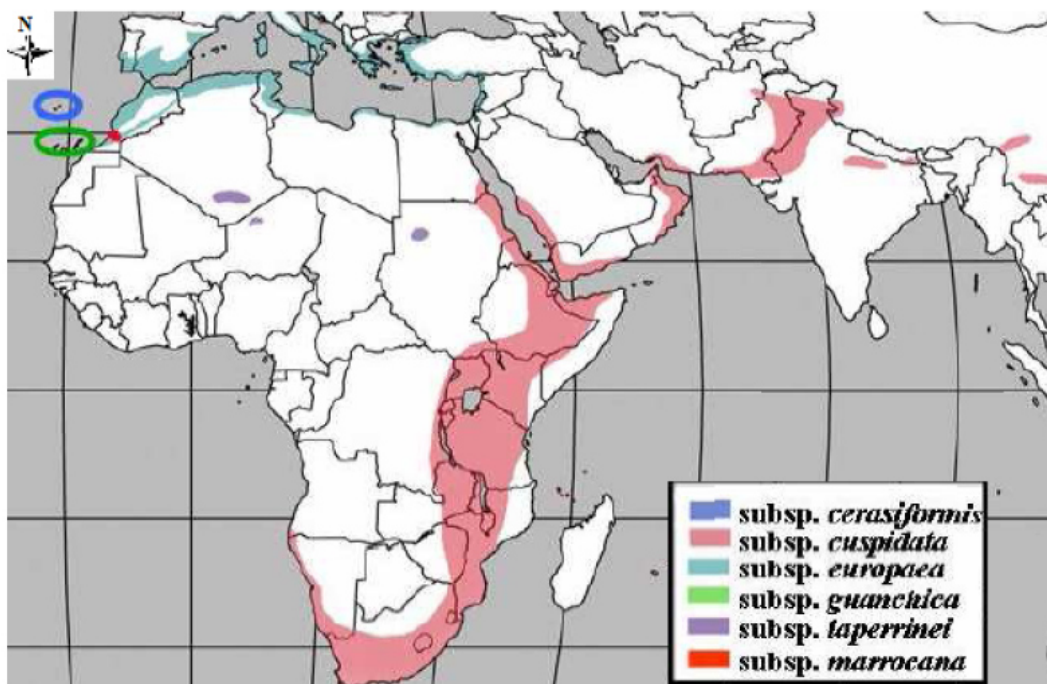 N
subsp. cerasiformis
subsp. cuspidata
subsp. europaea
subsp. guanchica
subsp. laperrinei
subsp. marrocana